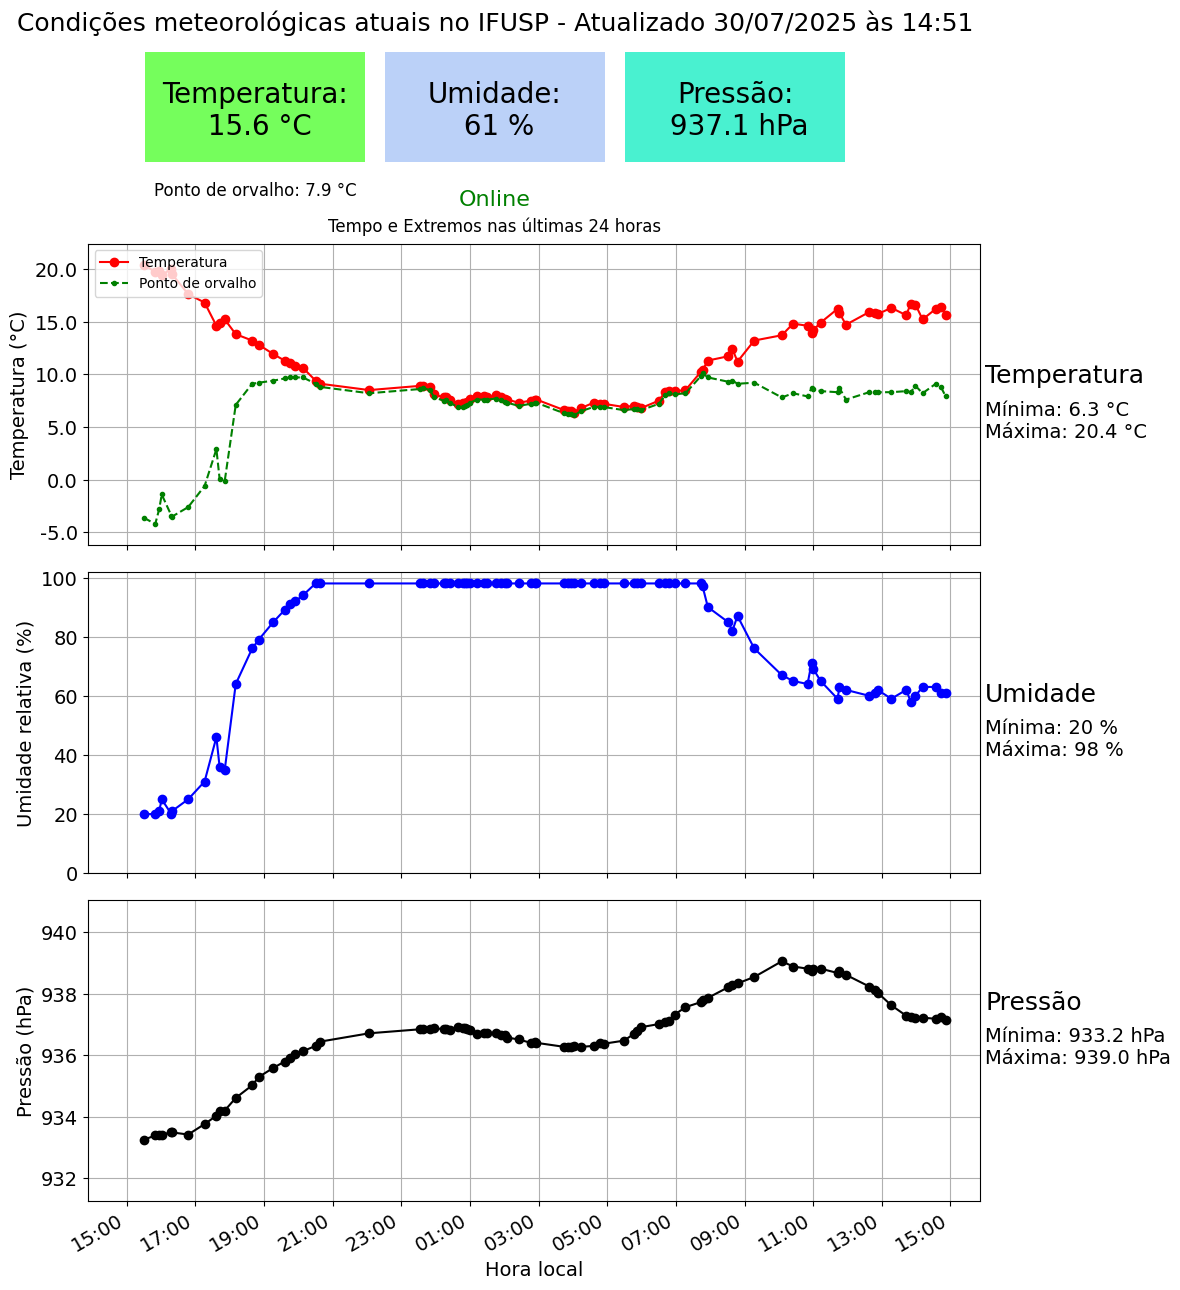 Condições meteorológicas atuais no IFUSP - Atualizado 30/07/2025 às 14:51
Temperatura:
15.6 °C
Umidade:
61 %
Pressão:
937.1 hPa
Ponto de orvalho: 7.9 °C
Online
Tempo e Extremos nas últimas 24 horas
Temperatura
Ponto de orvalho
Temperatura (°C)
20.0
15.0
10.0
5.0
0.0
-5.0
Temperatura
Mínima: 6.3 °C
Máxima: 20.4 °C
Umidade relativa (%)
100
80
60
40
20
0
Umidade
Mínima: 20 %
Máxima: 98 %
Pressão (hPa)
940
938
936
934
932
Pressão
Mínima: 933.2 hPa
Máxima: 939.0 hPa
15:00 17:00 19:00 21:00 23:00 01:00 03:00 05:00 07:00 09:00 11:00 13:00 15:00
Hora local